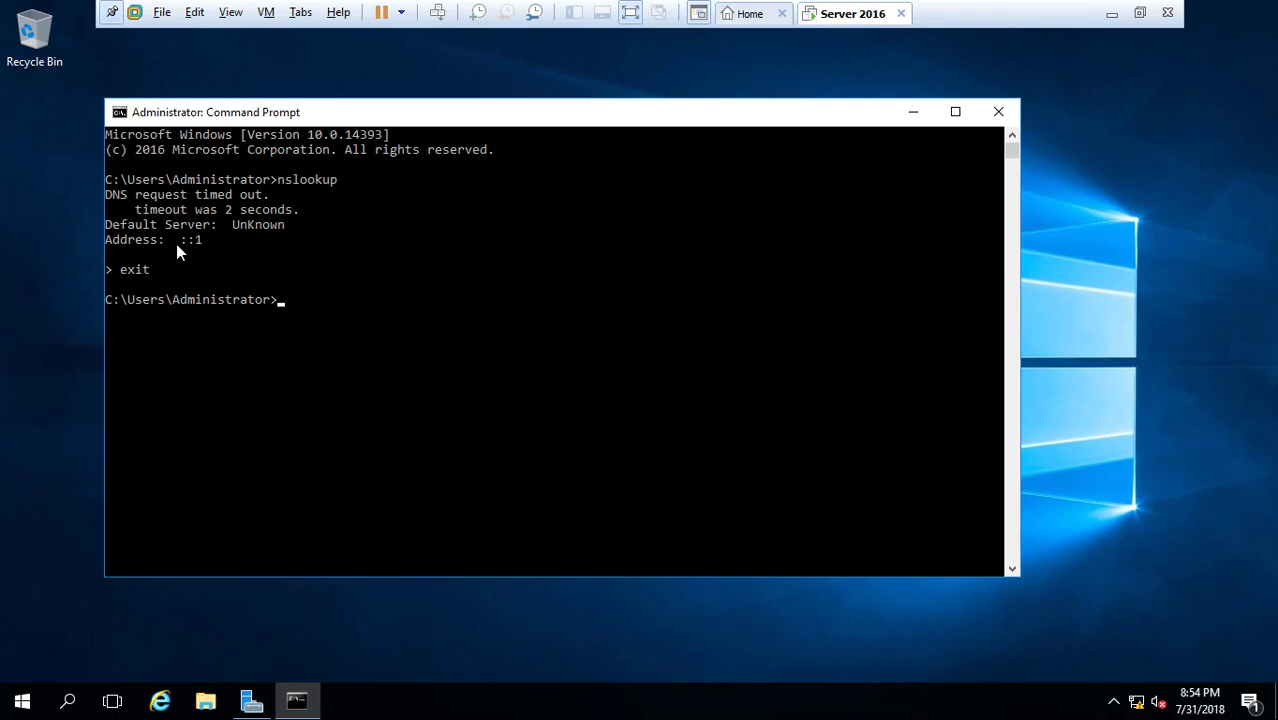 File Edit View VM Tabs Help Home Server 2016
Recycle Bin
Administrator: Command Prompt
Microsoft Windows [Version 10.0.14393]
(c) 2016 Microsoft Corporation. All rights reserved.
C:\Users\Administrator>nslookup
DNS request timed out.
timeout was 2 seconds.
Default Server:  UnKnown
Address:  ::1
> exit
C:\Users\Administrator>
8:54 PM
7/31/2018
1